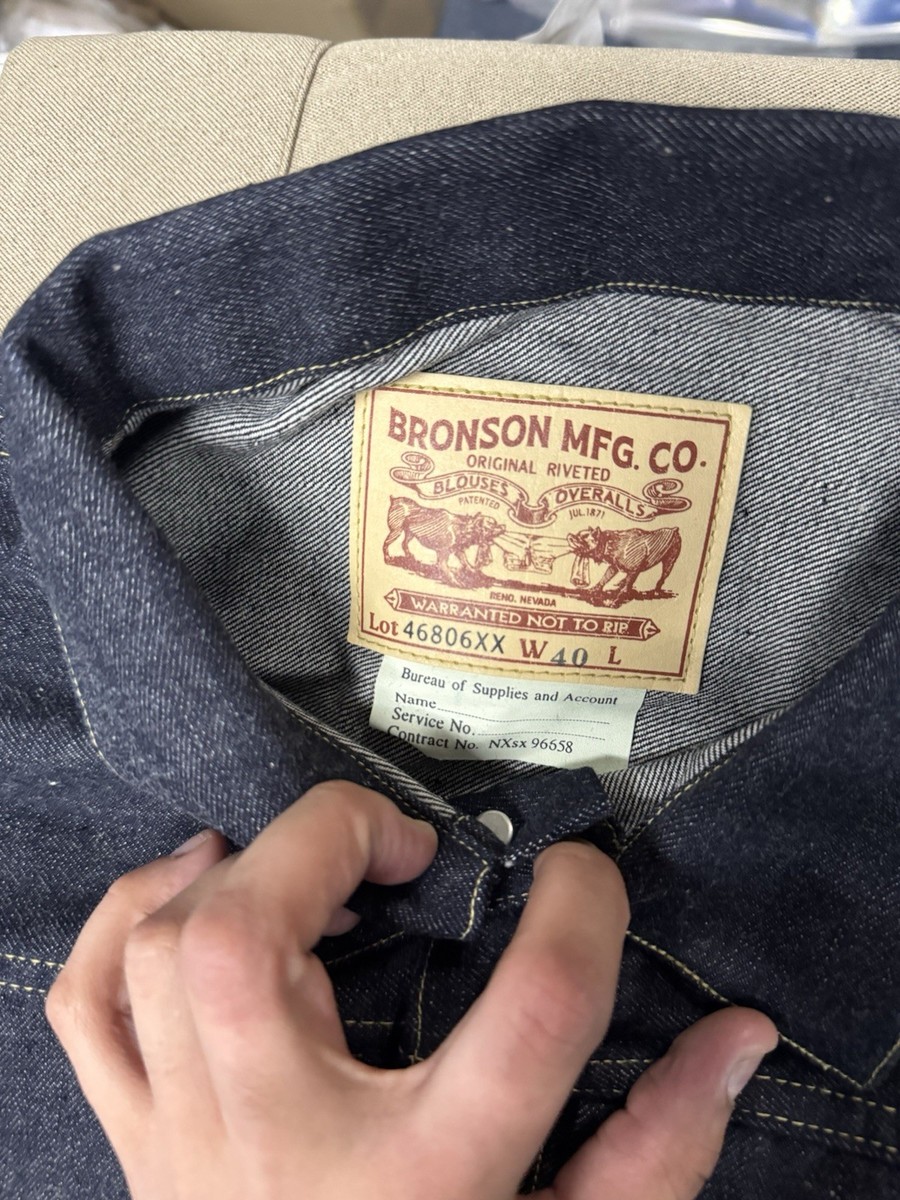 BRONSON MFG. CO.
ORIGINAL RIVETED
BLOUSES OVERALLS
PATENTED JUL.1871
RENO, NEVADA
WARRANTED NOT TO RIP
Lot 46806XX W 40 L
Bureau of Supplies and Account
Name
Service No.
Contract No. NXsx 96658